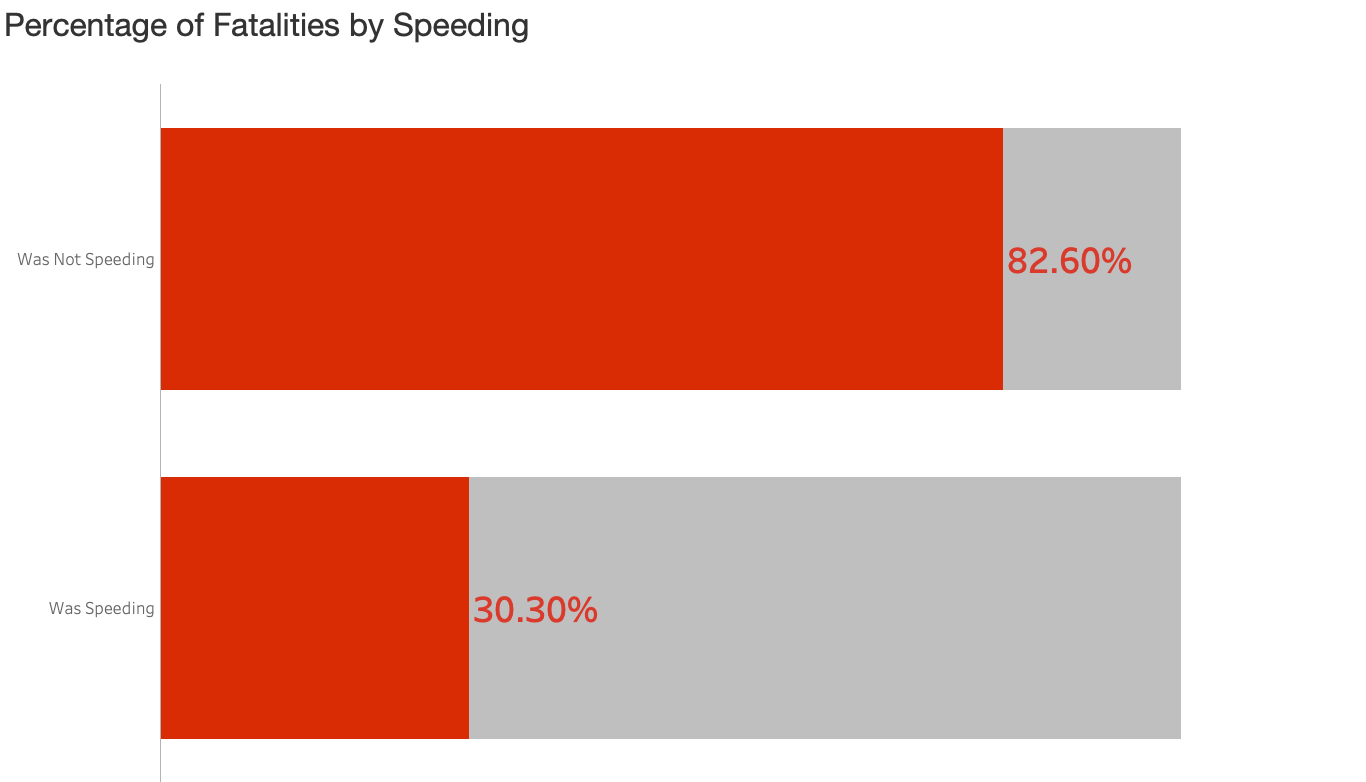 Percentage of Fatalities by Speeding
Was Not Speeding
82.60%
Was Speeding
30.30%